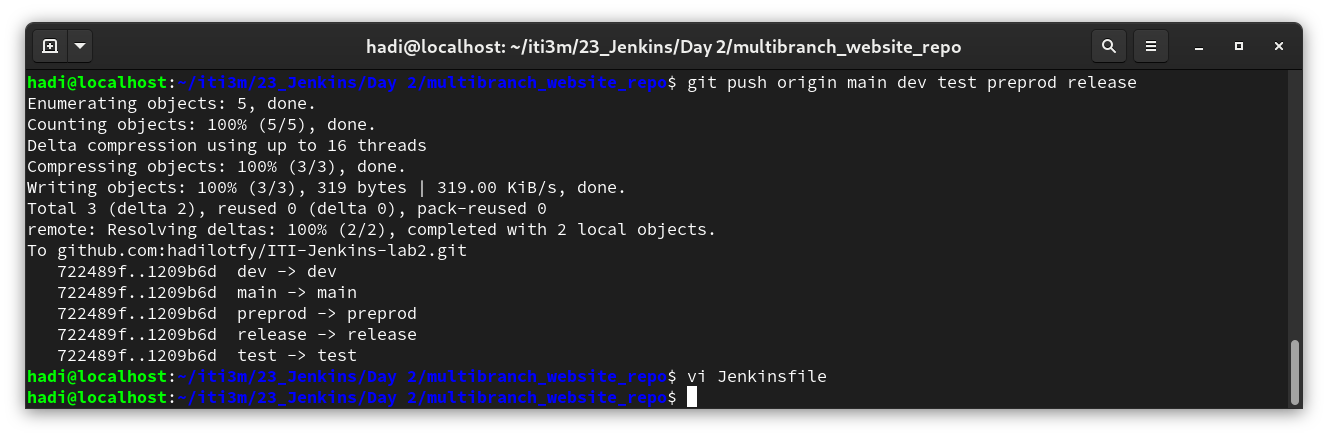 hadi@localhost: ~/iti3m/23_Jenkins/Day 2/multibranch_website_repo
hadi@localhost:~/iti3m/23_Jenkins/Day 2/multibranch_website_repo$ git push origin main dev test preprod release
Enumerating objects: 5, done.
Counting objects: 100% (5/5), done.
Delta compression using up to 16 threads
Compressing objects: 100% (3/3), done.
Writing objects: 100% (3/3), 319 bytes | 319.00 KiB/s, done.
Total 3 (delta 2), reused 0 (delta 0), pack-reused 0
remote: Resolving deltas: 100% (2/2), completed with 2 local objects.
To github.com:hadilotfy/ITI-Jenkins-lab2.git
   722489f..1209b6d  dev -> dev
   722489f..1209b6d  main -> main
   722489f..1209b6d  preprod -> preprod
   722489f..1209b6d  release -> release
   722489f..1209b6d  test -> test
hadi@localhost:~/iti3m/23_Jenkins/Day 2/multibranch_website_repo$ vi Jenkinsfile
hadi@localhost:~/iti3m/23_Jenkins/Day 2/multibranch_website_repo$